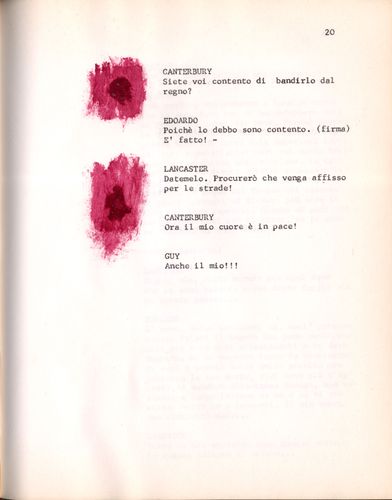 20
CANTERBURY
Siete voi contento di bandirlo dal
regno?
EDOARDO
Poichè lo debbo sono contento. (firma)
E' fatto! -
LANCASTER
Datemelo. Procurerò che venga affisso
per le strade!
CANTERBURY
Ora il mio cuore è in pace!
GUY
Anche il mio!!!